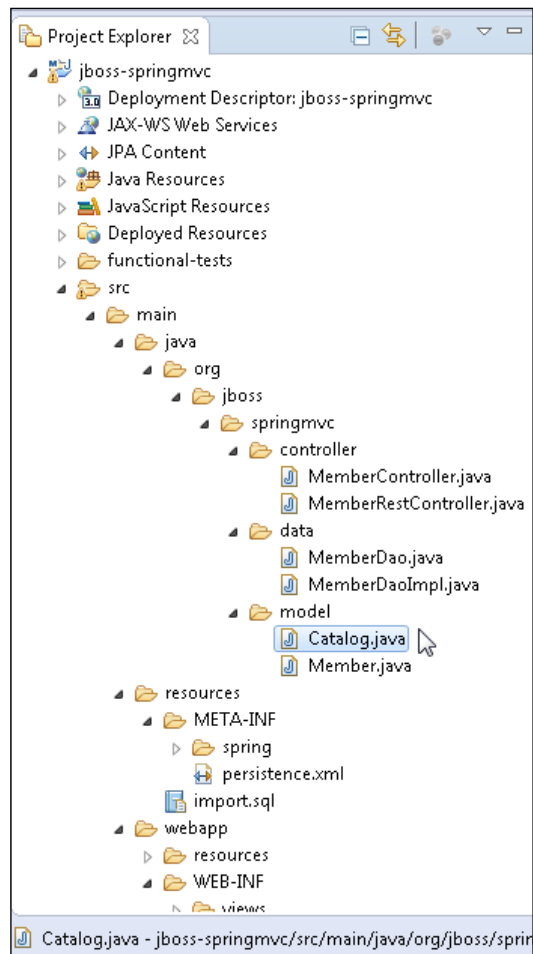 Project Explorer
jboss-springmvc
3.0 Deployment Descriptor: jboss-springmvc
JAX-WS Web Services
JPA Content
Java Resources
JavaScript Resources
Deployed Resources
functional-tests
src
main
java
org
jboss
springmvc
controller
MemberController.java
MemberRestController.java
data
MemberDao.java
MemberDaoImpl.java
model
Catalog.java
Member.java
resources
META-INF
spring
persistence.xml
import.sql
webapp
resources
WEB-INF
views
Catalog.java - jboss-springmvc/src/main/java/org/jboss/sprin